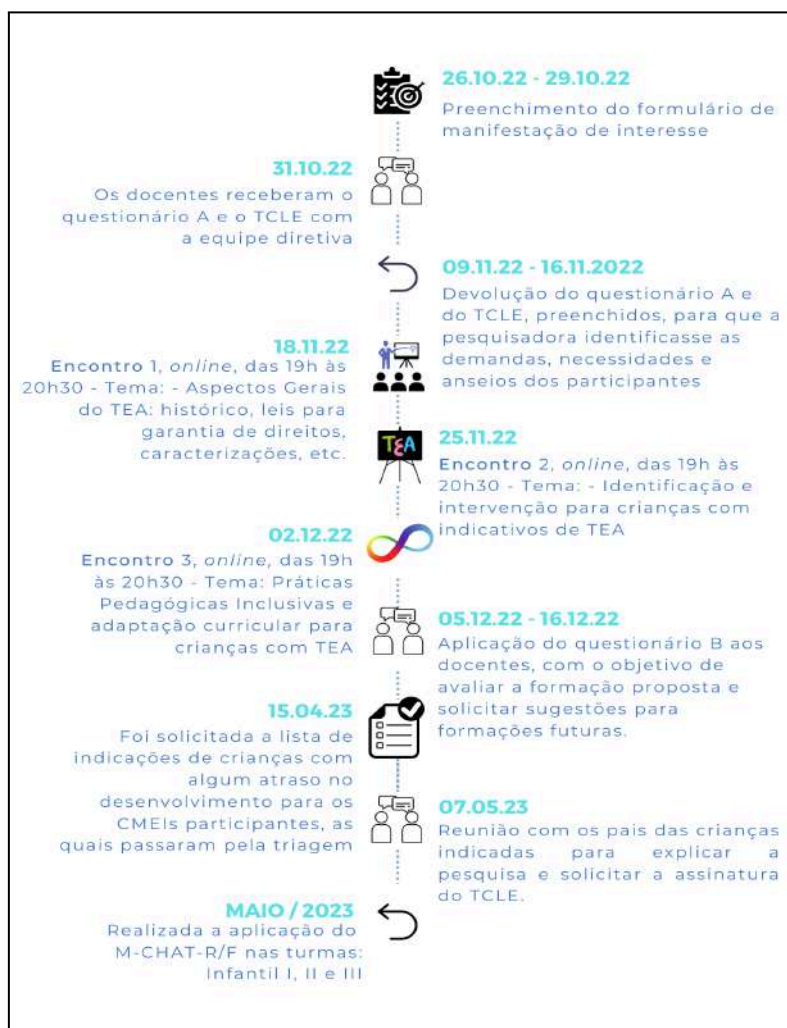 26.10.22 - 29.10.22
Preenchimento do formulário de
manifestação de interesse
31.10.22
Os docentes receberam o
questionário A e o TCLE com
a equipe diretiva
09.11.22 - 16.11.2022
Devolução do questionário A e
do TCLE, preenchidos, para que a
pesquisadora identificasse as
demandas, necessidades e
anseios dos participantes
18.11.22
Encontro 1, online, das 19h às
20h30 - Tema: - Aspectos Gerais
do TEA: histórico, leis para
garantia de direitos,
caracterizações, etc.
TEA
25.11.22
Encontro 2, online, das 19h às
20h30 - Tema: - Identificação e
intervenção para crianças com
indicativos de TEA
02.12.22
Encontro 3, online, das 19h
às 20h30 - Tema: Práticas
Pedagógicas Inclusivas e
adaptação curricular para
crianças com TEA
05.12.22 - 16.12.22
Aplicação do questionário B aos
docentes, com o objetivo de
avaliar a formação proposta e
solicitar sugestões para
formações futuras.
15.04.23
Foi solicitada a lista de
indicações de crianças com
algum atraso no
desenvolvimento para os
CMEIs participantes, as
quais passaram pela triagem
07.05.23
Reunião com os pais das crianças
indicadas para explicar a
pesquisa e solicitar a assinatura
do TCLE.
MAIO / 2023
Realizada a aplicação do
M-CHAT-R/F nas turmas:
Infantil I, II e III